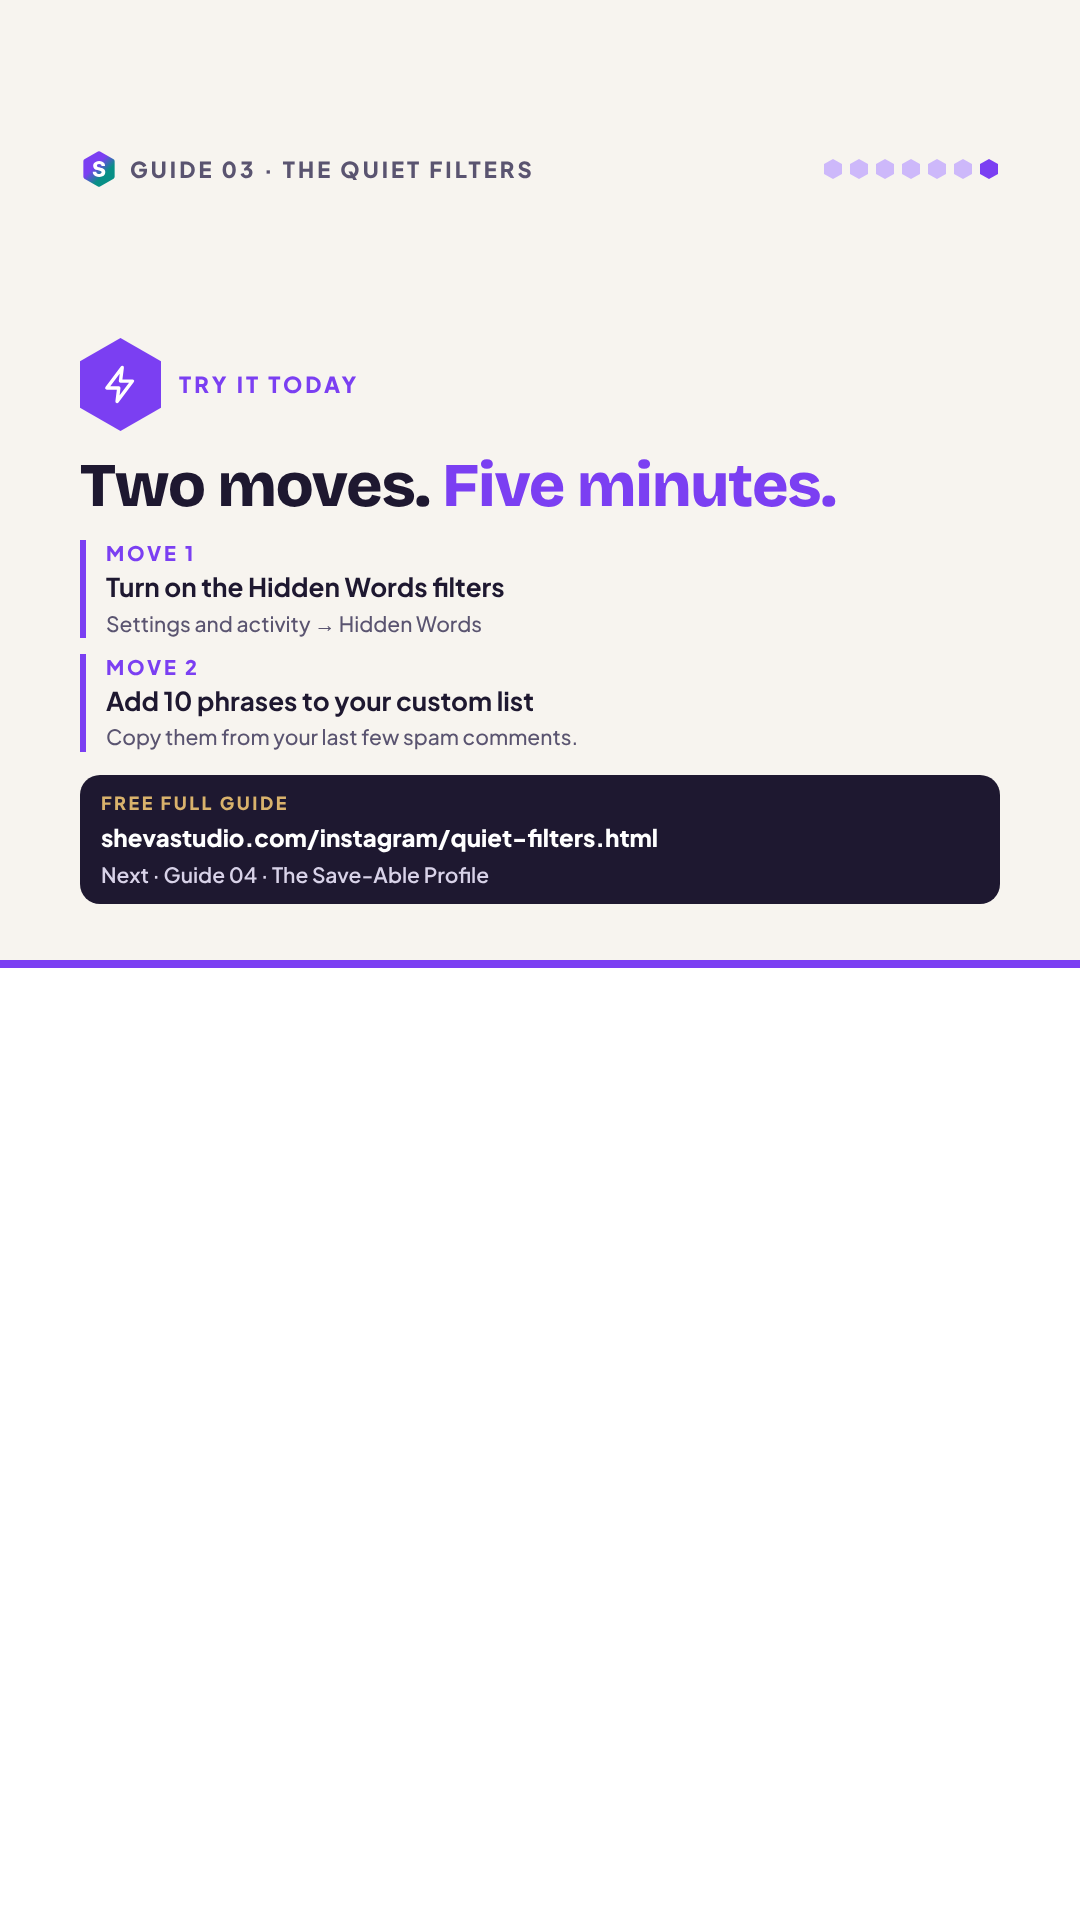 S GUIDE 03 · THE QUIET FILTERS
TRY IT TODAY
Two moves. Five minutes.
MOVE 1
Turn on the Hidden Words filters
Settings and activity → Hidden Words
MOVE 2
Add 10 phrases to your custom list
Copy them from your last few spam comments.
FREE FULL GUIDE
shevastudio.com/instagram/quiet-filters.html
Next · Guide 04 · The Save-Able Profile